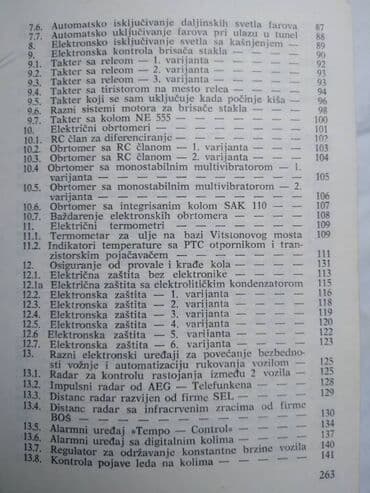 7.6. Automatsko isključivanje daljinskih svetla farova 87
7.7. Automatsko uključivanje farova pri ulazu u tunel 88
8. Elektronsko isključivanje svetla sa kašnjenjem — 89
9. Elektronska kontrola brisača stakla — — — — 90
9.1. Takter sa releom — 1. varijanta — — — — 92
9.2. Takter sa releom — 2. varijanta — — — — 92
9.3. Takter sa releom — 3. varijanta — — — — 93
9.4. Takter sa tiristorom na mesto relea — — — 94
9.5. Takter koji se sam uključuje kada počinje kiša — 96
9.6. Razni sistemi motora za brisače stakla — — — 98
9.7. Takter sa kolom NE 555 — — — — — — 100
10. Električni obrtomeri — — — — — — — 101
10.1. RC član za diferenciranje — — — — — — 102
10.2. Obrtomer sa RC članom — 1. varijanta — — — 103
10.3. Obrtomer sa RC članom — 2. varijanta — — — 104
10.4 Obrtomer sa monostabilnim multivibratorom — 1.
varijanta — — — — — — — — — — 105
10.5. Obrtomer sa monostabilnim multivibratorom — 2.
varijanta — — — — — — — — — — 106
10.6. Obrtomer sa integrisanim kolom SAK 110 — — — 107
10.7. Baždarenje elektronskih obrtomera — — — — 108
11. Električni termometri — — — — — — — 109
11.1. Termometar za ulje na bazi Vitstonovog mosta 109
11.2. Indikatori temperature sa PTC otpornikom i tran-
zistorskim pojačavačem — — — — — — — 111
12. Osiguranje od provale i krađe kola — — — — 113
12.1. Električna zaštita bez elektronike — — — — 113
12.1a Električna zaštita sa elektrolitičkim kondenzatorom 115
12.2. Elektronska zaštita — 1. varijanta — — — — 116
12.3. Elektronska zaštita — 2. varijanta — — — — 118
12.4. Elektronska zaštita — 3. varijanta — — — — 119
12.5. Elektronska zaštita — 4. varijanta — — — — 120
12.6 Elektronska zaštita — 5. varijanta — — — — 122
12.7. Elektronska zaštita — 6. varijanta — — — — 123
13. Razni elektronski uređaji za povećanje bezbedno-
sti vožnje i automatizaciju rukovanja vozilom — — 125
13.1. Radar za kontrolu rastojanja između 2 vozila — 125
13.2. Impulsni radar od AEG — Telefunkena — — — 128
13.3. Distanc radar razvijen od firme SEL — — — — 129
13.4. Distanc radar sa infracrvenim zracima od firme
BOŠ — — — — — — — — — — — 130
13.5. Alarmni uređaj »Tempo — Control« — — — — 134
13.6. Alarmni uređaj sa digitalnim kolima — — — — 137
13.7. Regulator za održavanje konstantne brzine vozila 140
13.8. Kontrola pojave leda na kolima — — — — — 141
263